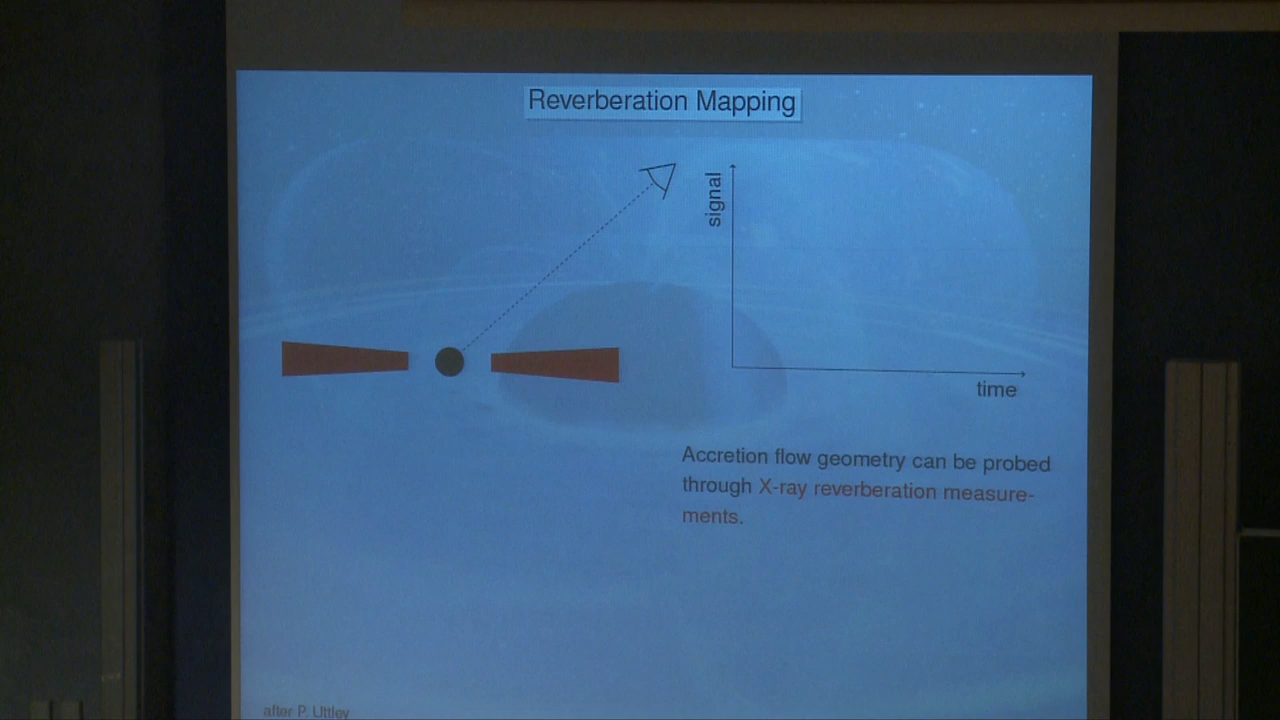 Reverberation Mapping
signal
time
Accretion flow geometry can be probed
through X-ray reverberation measure-
ments.
after P. Uttley